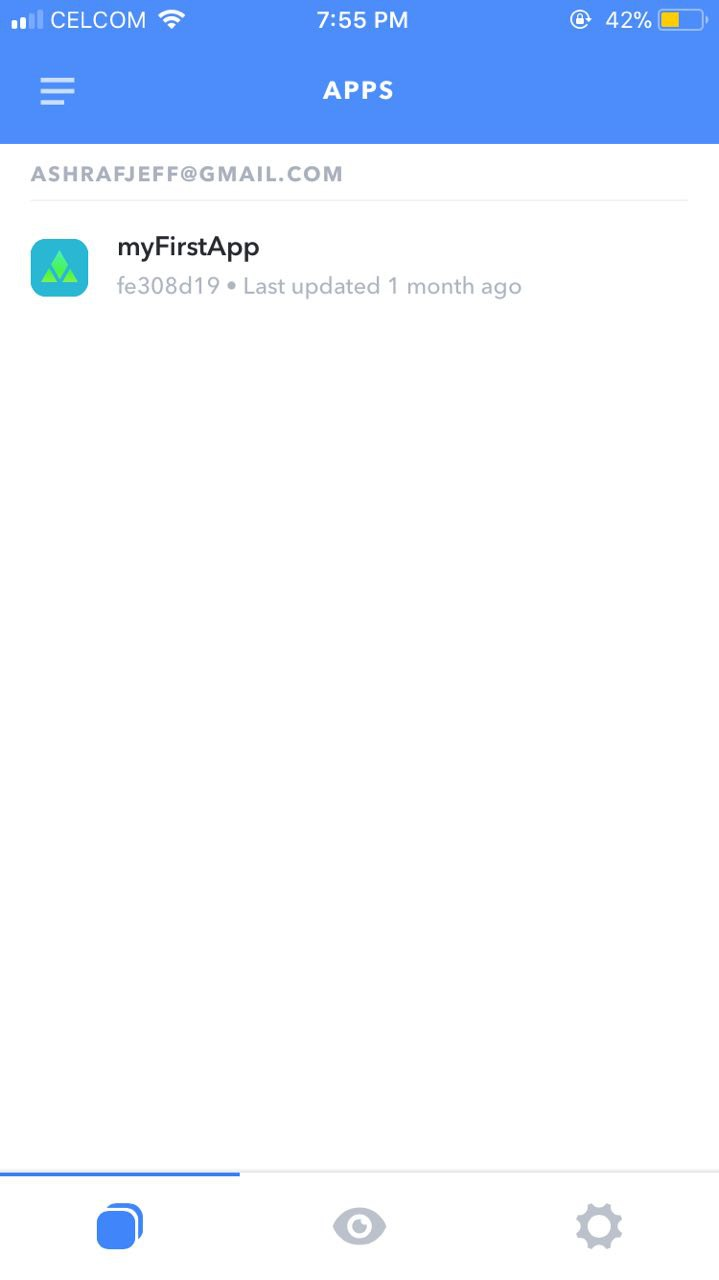 CELCOM 7:55 PM 42%
APPS
ASHRAFJEFF@GMAIL.COM
myFirstApp
fe308d19 • Last updated 1 month ago